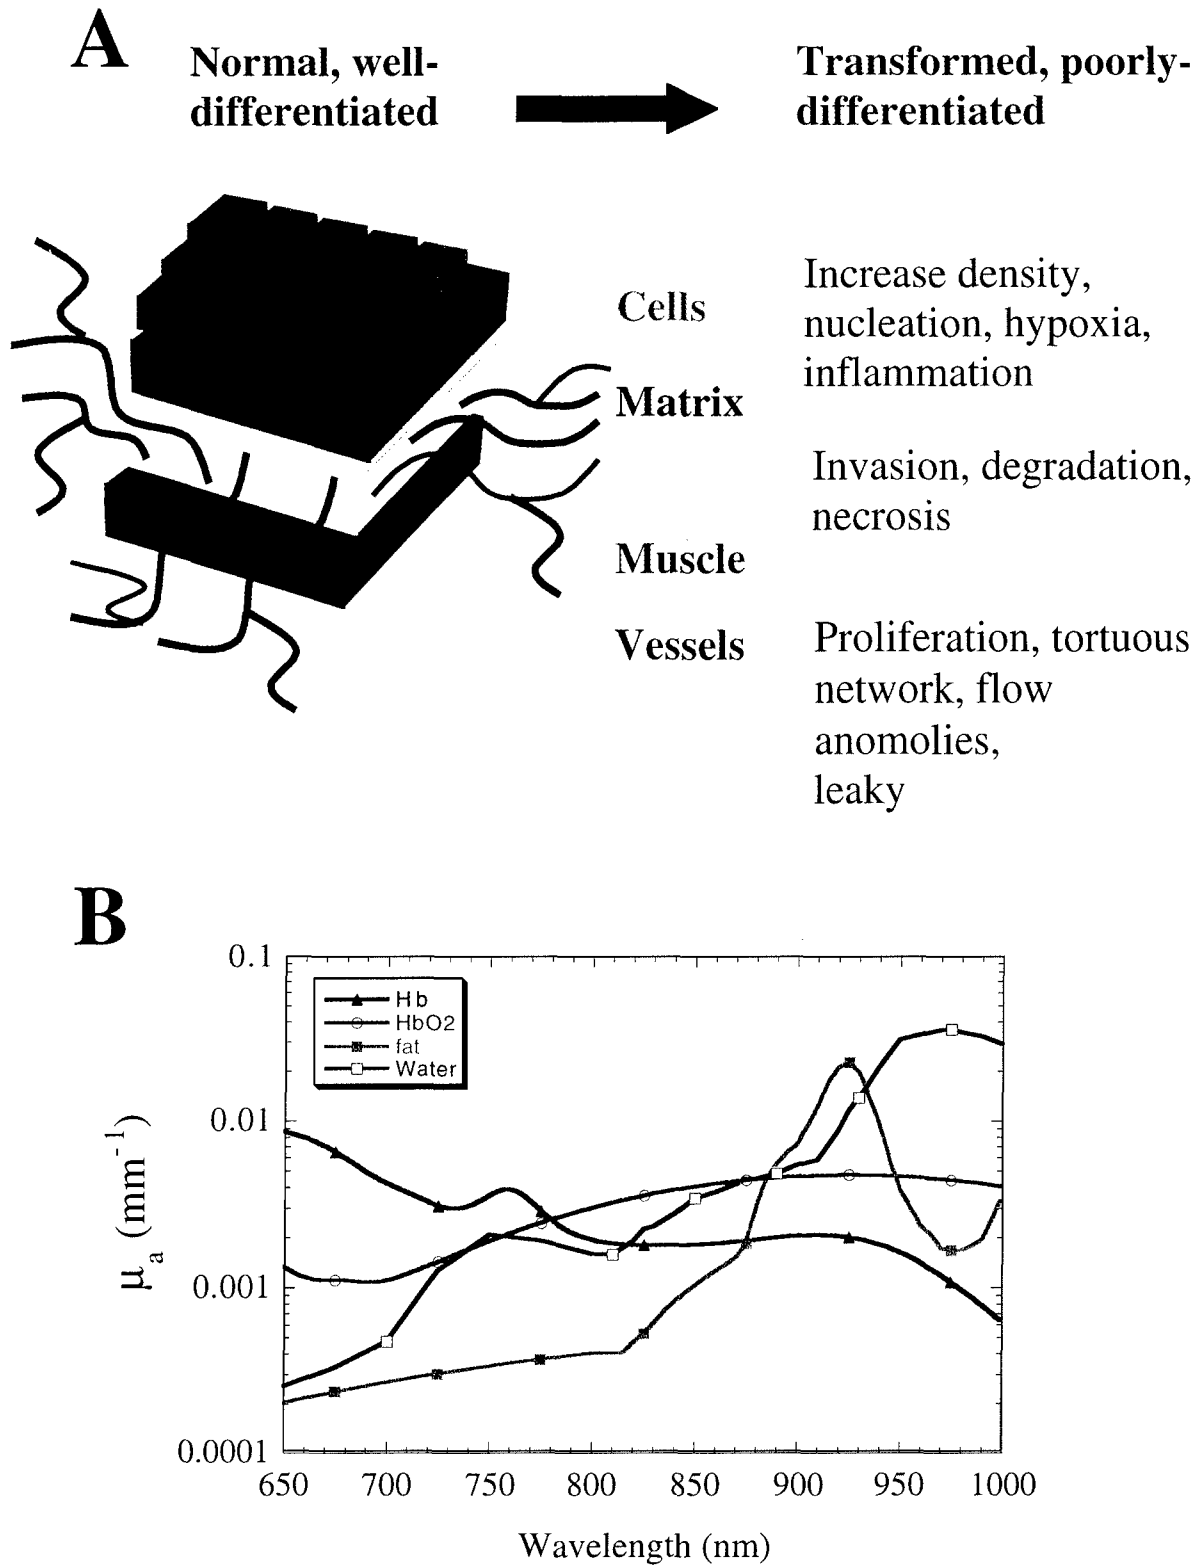 A
Normal, well-
differentiated
Transformed, poorly-
differentiated
Cells
Increase density,
nucleation, hypoxia,
inflammation
Matrix
Invasion, degradation,
necrosis
Muscle
Vessels
Proliferation, tortuous
network, flow
anomolies,
leaky
B
0.1
0.01
0.001
0.0001
μa (mm-1)
Hb
HbO2
fat
Water
650 700 750 800 850 900 950 1000
Wavelength (nm)